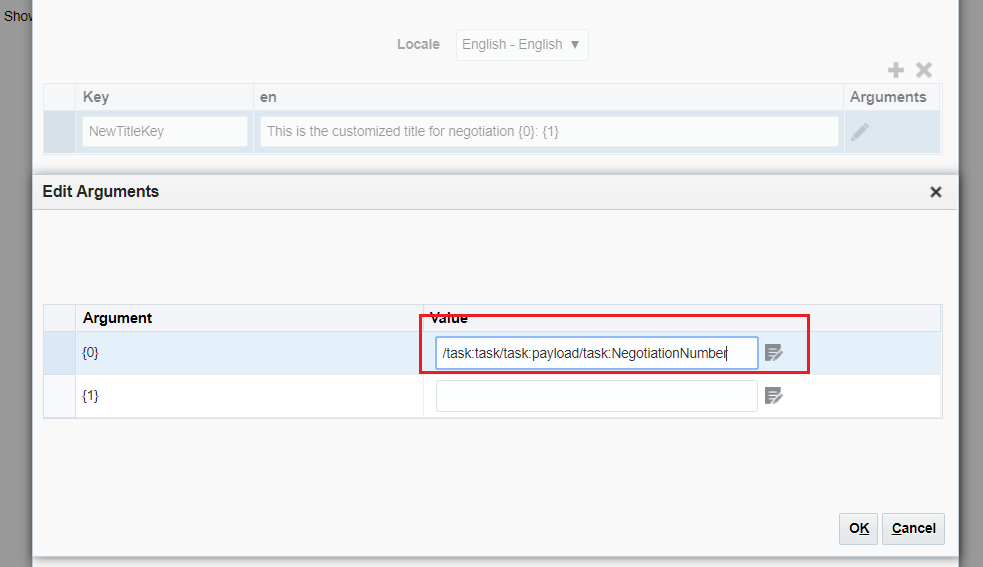 Show
Locale English - English ▼
Key en Arguments
NewTitleKey This is the customized title for negotiation {0}: {1}
Edit Arguments
Argument Value
{0} /task:task/task:payload/task:NegotiationNumber
{1}
OK Cancel